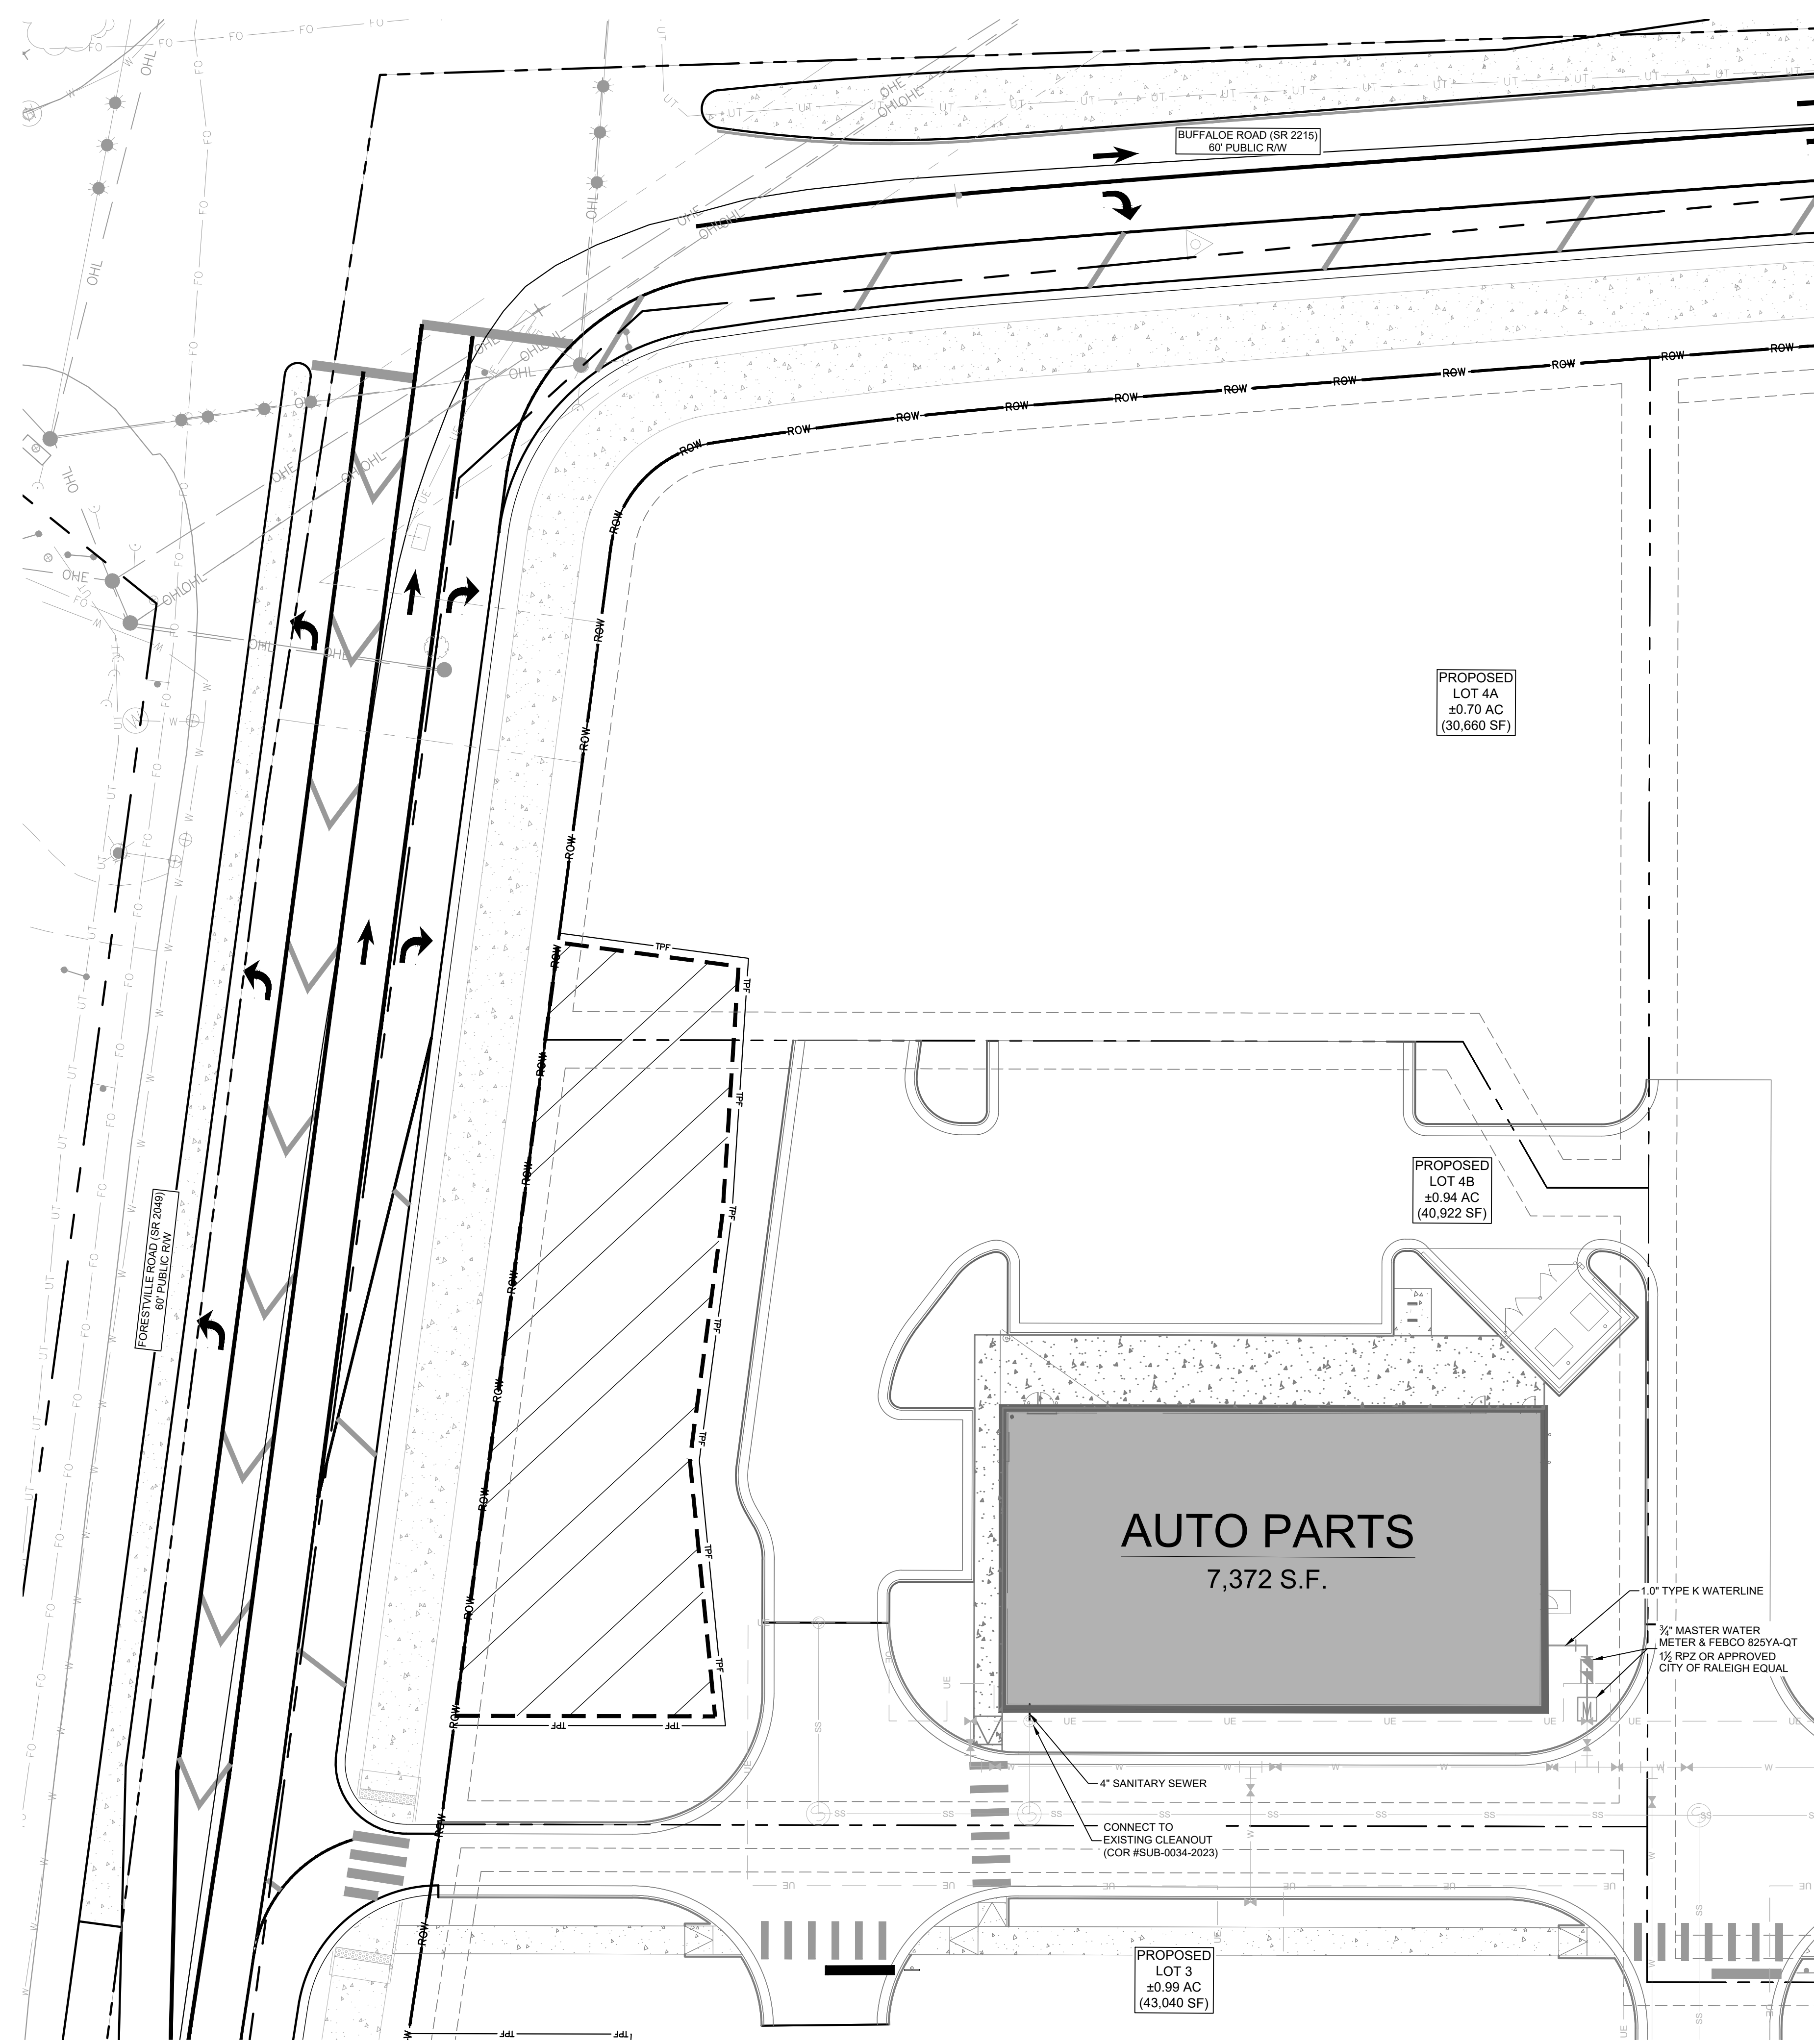 BUFFALOE ROAD (SR 2215)
60' PUBLIC R/W
PROPOSED
LOT 4A
±0.70 AC
(30,660 SF)
PROPOSED
LOT 4B
±0.94 AC
(40,922 SF)
FORESTVILLE ROAD (SR 2049)
60' PUBLIC R/W
AUTO PARTS
7,372 S.F.
1.0" TYPE K WATERLINE
¾" MASTER WATER
METER & FEBCO 825YA-QT
1½ RPZ OR APPROVED
CITY OF RALEIGH EQUAL
4" SANITARY SEWER
CONNECT TO
EXISTING CLEANOUT
(COR #SUB-0034-2023)
PROPOSED
LOT 3
±0.99 AC
(43,040 SF)
ROW
TPF
OHL
OHE
FO
UT
UE
SS
W